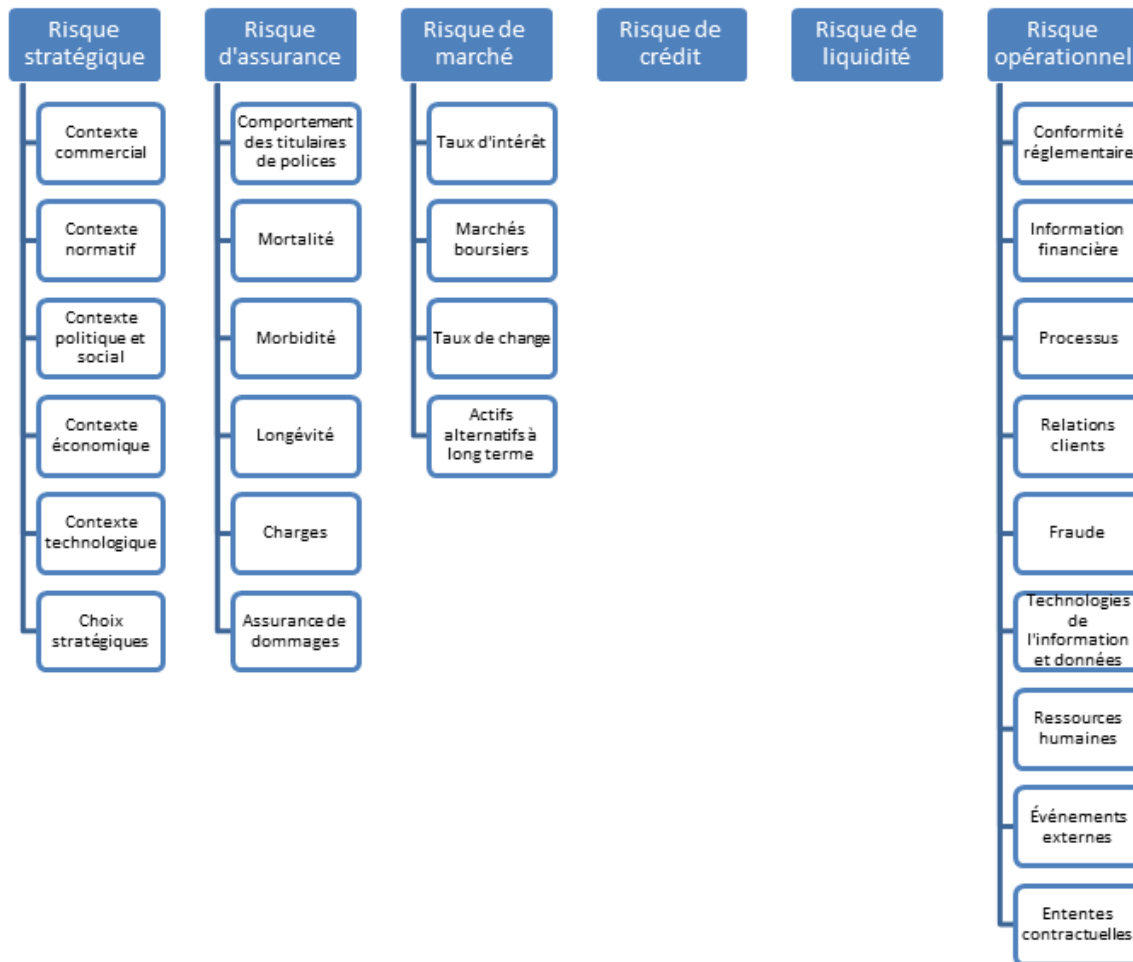 Risque
stratégique
Contexte
commercial
Contexte
normatif
Contexte
politique et
social
Contexte
économique
Contexte
technologique
Choix
stratégiques
Risque
d'assurance
Comportement
des titulaires
de polices
Mortalité
Morbidité
Longévité
Charges
Assurance de
dommages
Risque de
marché
Taux d'intérêt
Marchés
boursiers
Taux de change
Actifs
alternatifs à
long terme
Risque de
crédit
Risque de
liquidité
Risque
opérationnel
Conformité
réglementaire
Information
financière
Processus
Relations
clients
Fraude
Technologies
de
l'information
et données
Ressources
humaines
Événements
externes
Ententes
contractuelles